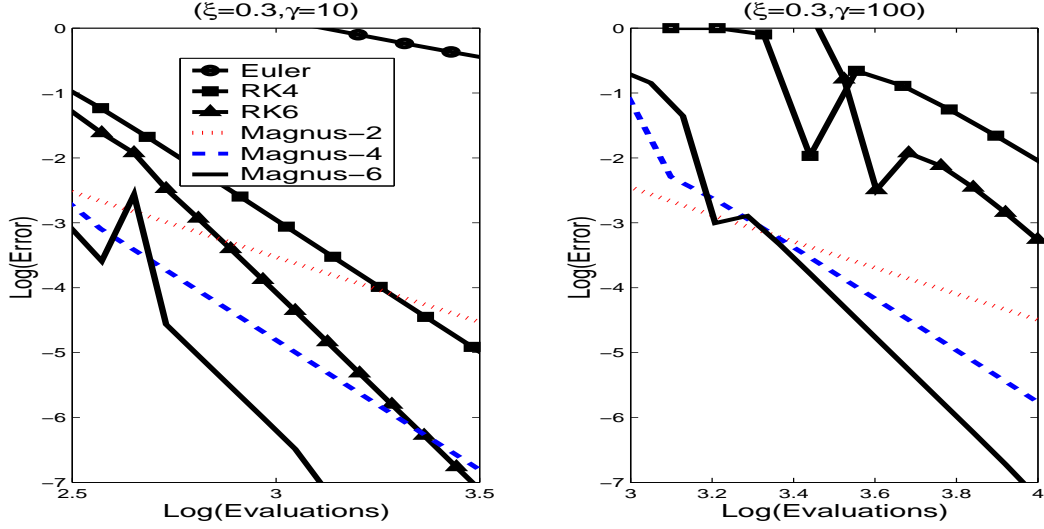 (ξ=0.3,γ=10)
0
−1
−2
−3
−4
−5
−6
−7
Log(Error)
2.5
3
3.5
Log(Evaluations)
Euler
RK4
RK6
Magnus−2
Magnus−4
Magnus−6
(ξ=0.3,γ=100)
0
−1
−2
−3
−4
−5
−6
−7
Log(Error)
3
3.2
3.4
3.6
3.8
4
Log(Evaluations)